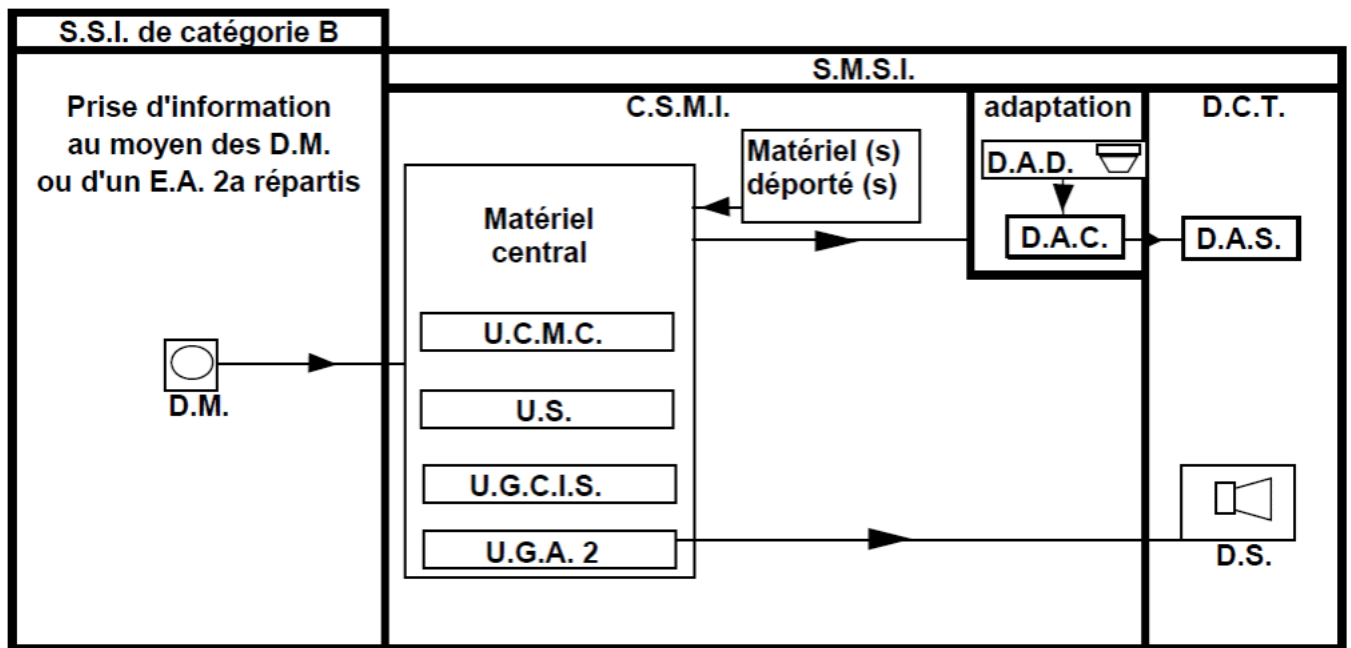 S.S.I. de catégorie B
S.M.S.I.
Prise d'information
au moyen des D.M.
ou d'un E.A. 2a répartis
D.M.
C.S.M.I.
Matériel (s)
déporté (s)
Matériel
central
U.C.M.C.
U.S.
U.G.C.I.S.
U.G.A. 2
adaptation
D.A.D.
D.A.C.
D.C.T.
D.A.S.
D.S.